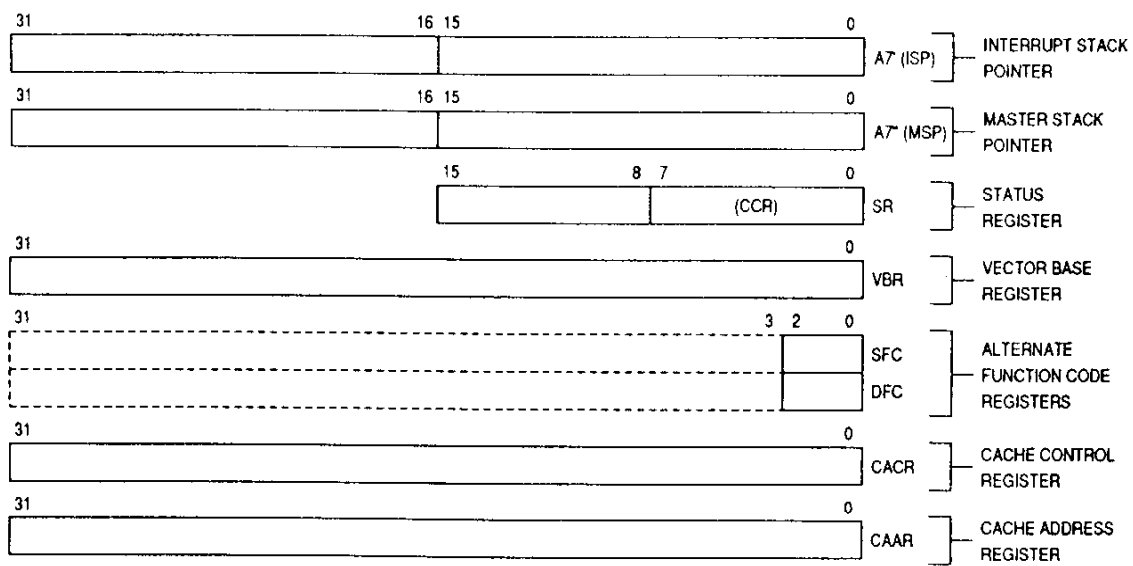 31 16 15 0
A7' (ISP)
INTERRUPT STACK
POINTER
31 16 15 0
A7" (MSP)
MASTER STACK
POINTER
15 8 7 0
(CCR)
SR
STATUS
REGISTER
31 0
VBR
VECTOR BASE
REGISTER
31 3 2 0
SFC
DFC
ALTERNATE
FUNCTION CODE
REGISTERS
31 0
CACR
CACHE CONTROL
REGISTER
31 0
CAAR
CACHE ADDRESS
REGISTER